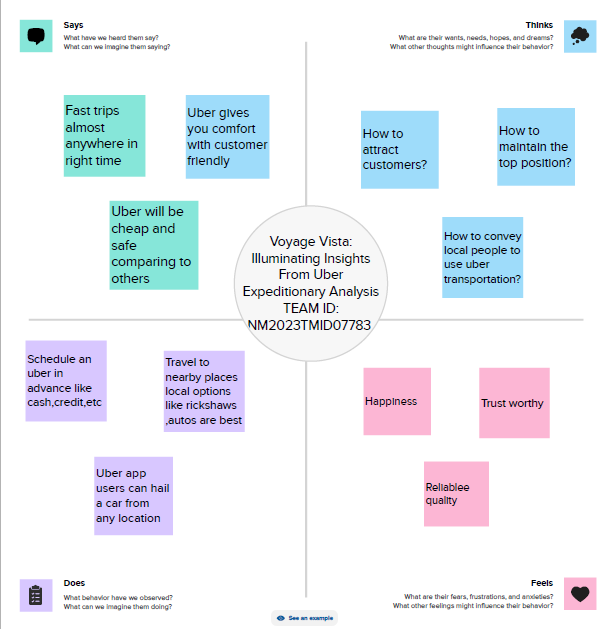 Says
What have we heard them say?
What can we imagine them saying?
Thinks
What are their wants, needs, hopes, and dreams?
What other thoughts might influence their behavior?
Fast trips
almost
anywhere in
right time
Uber gives
you comfort
with customer
friendly
Uber will be
cheap and
safe
comparing to
others
How to
attract
customers?
How to
maintain the
top position?
How to convey
local people to
use uber
transportation?
Voyage Vista:
Illuminating Insights
From Uber
Expeditionary Analysis
TEAM ID:
NM2023TMID07783
Schedule an
uber in
advance like
cash,credit,etc
Travel to
nearby places
local options
like rickshaws
,autos are best
Uber app
users can hail
a car from
any location
Happiness
Trust worthy
Reliablee
quality
Does
What behavior have we observed?
What can we imagine them doing?
Feels
What are their fears, frustrations, and anxieties?
What other feelings might influence their behavior?
See an example